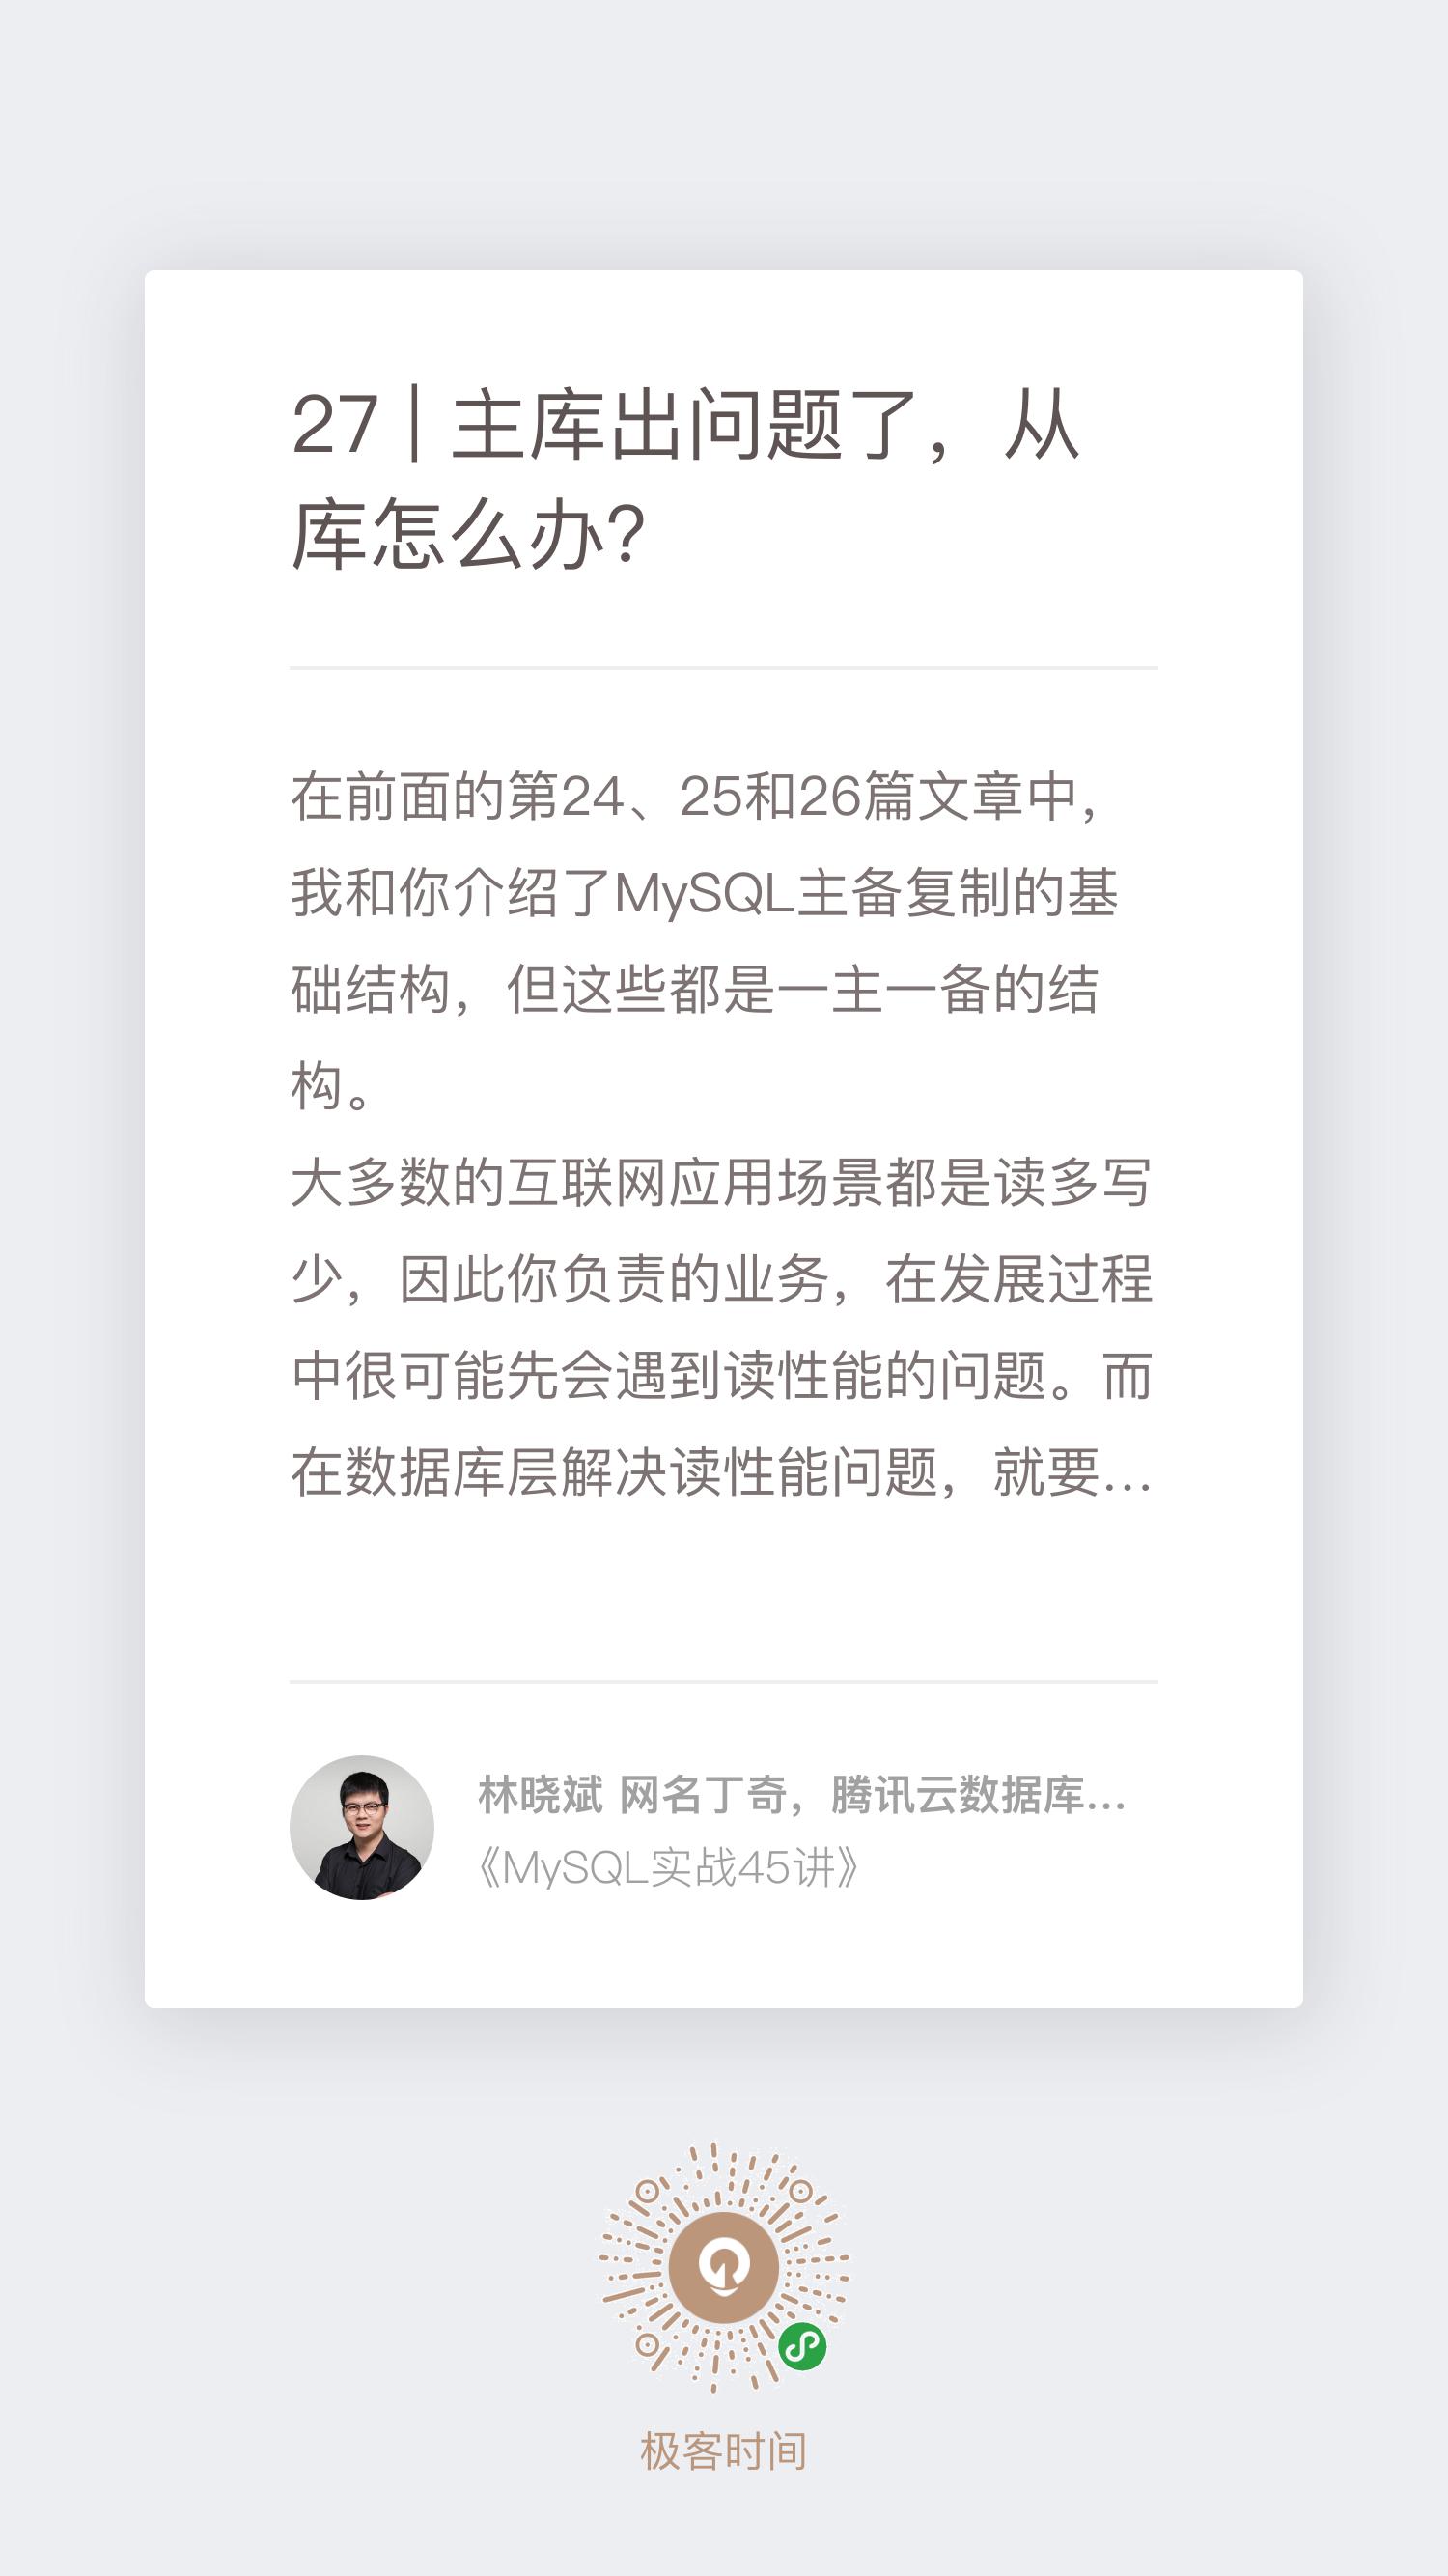 27 | 主库出问题了，从
库怎么办？
在前面的第24、25和26篇文章中，
我和你介绍了MySQL主备复制的基
础结构，但这些都是一主一备的结
构。
大多数的互联网应用场景都是读多写
少，因此你负责的业务，在发展过程
中很可能先会遇到读性能的问题。而
在数据库层解决读性能问题，就要...
林晓斌 网名丁奇，腾讯云数据库...
《MySQL实战45讲》
极客时间